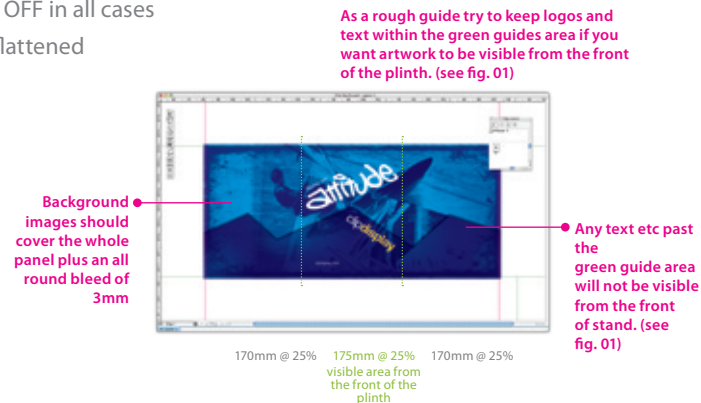 OFF in all cases
flattened
As a rough guide try to keep logos and
text within the green guides area if you
want artwork to be visible from the front
of the plinth. (see fig. 01)
Background
images should
cover the whole
panel plus an all
round bleed of
3mm
attitude
clipdisplay
Any text etc past
the
green guide area
will not be visible
from the front
of stand. (see
fig. 01)
170mm @ 25% 175mm @ 25% 170mm @ 25%
visible area from
the front of the
plinth